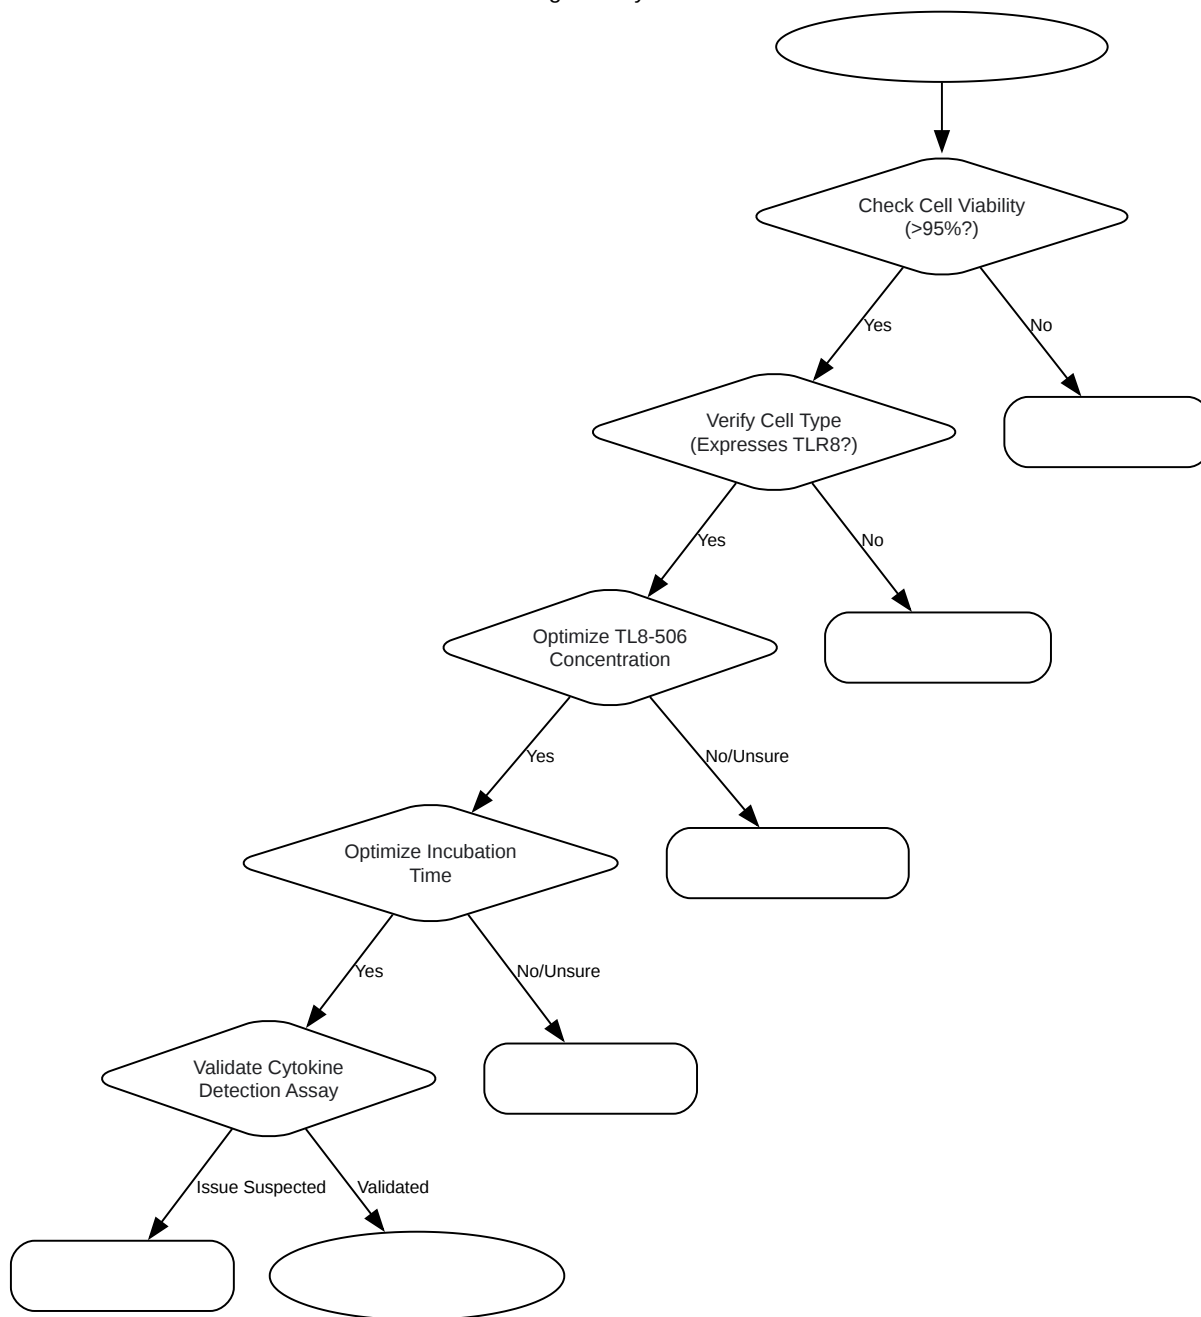 Check Cell Viability
(>95%?)
Yes
No
Verify Cell Type
(Expresses TLR8?)
Yes
No
Optimize TL8-506
Concentration
Yes
No/Unsure
Optimize Incubation
Time
Yes
No/Unsure
Validate Cytokine
Detection Assay
Issue Suspected
Validated